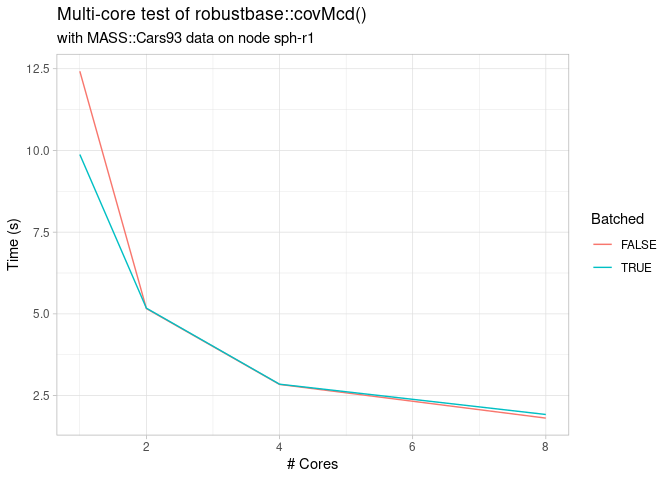 Multi-core test of robustbase::covMcd()
with MASS::Cars93 data on node sph-r1
12.5
10.0
7.5
5.0
2.5
Time (s)
2
4
6
8
# Cores
Batched
FALSE
TRUE